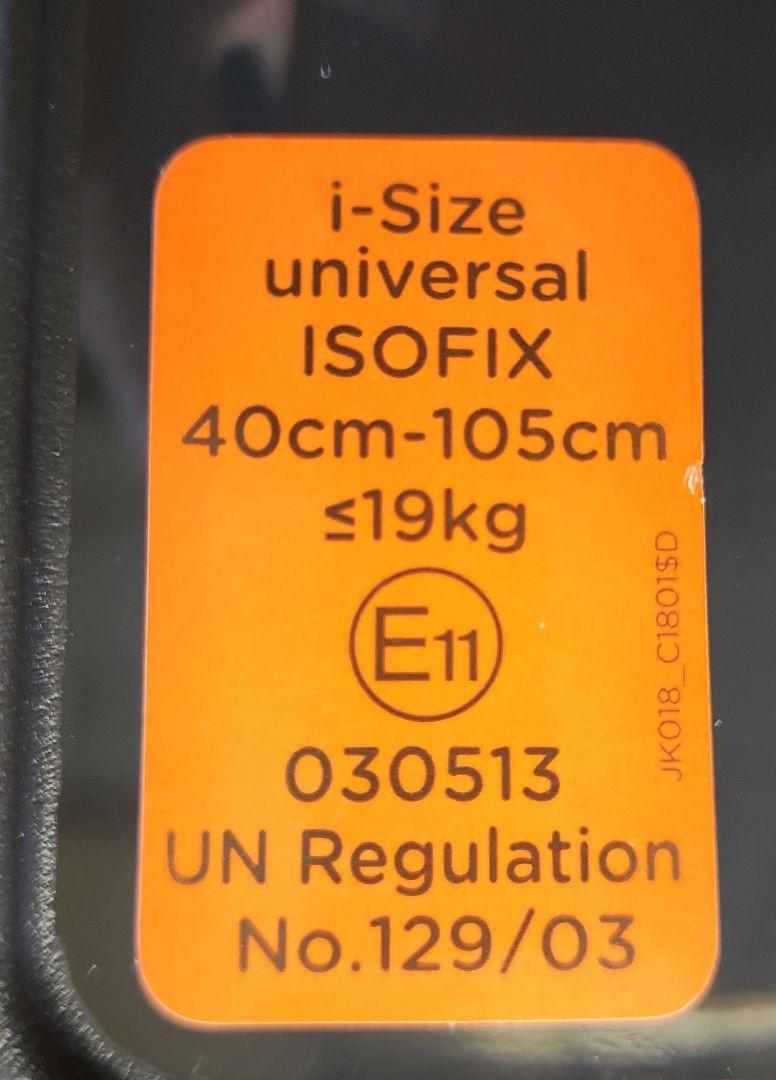 i-Size
universal
ISOFIX
40cm-105cm
≤19kg
E11
030513
UN Regulation
No.129/03
JK018_C1801$D